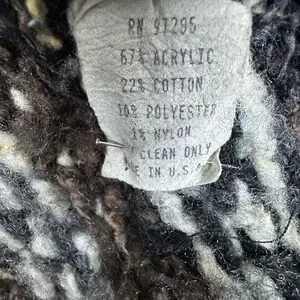 RN 97295
67% ACRYLIC
22% COTTON
10% POLYESTER
1% NYLON
CLEAN ONLY
IN U.S.A